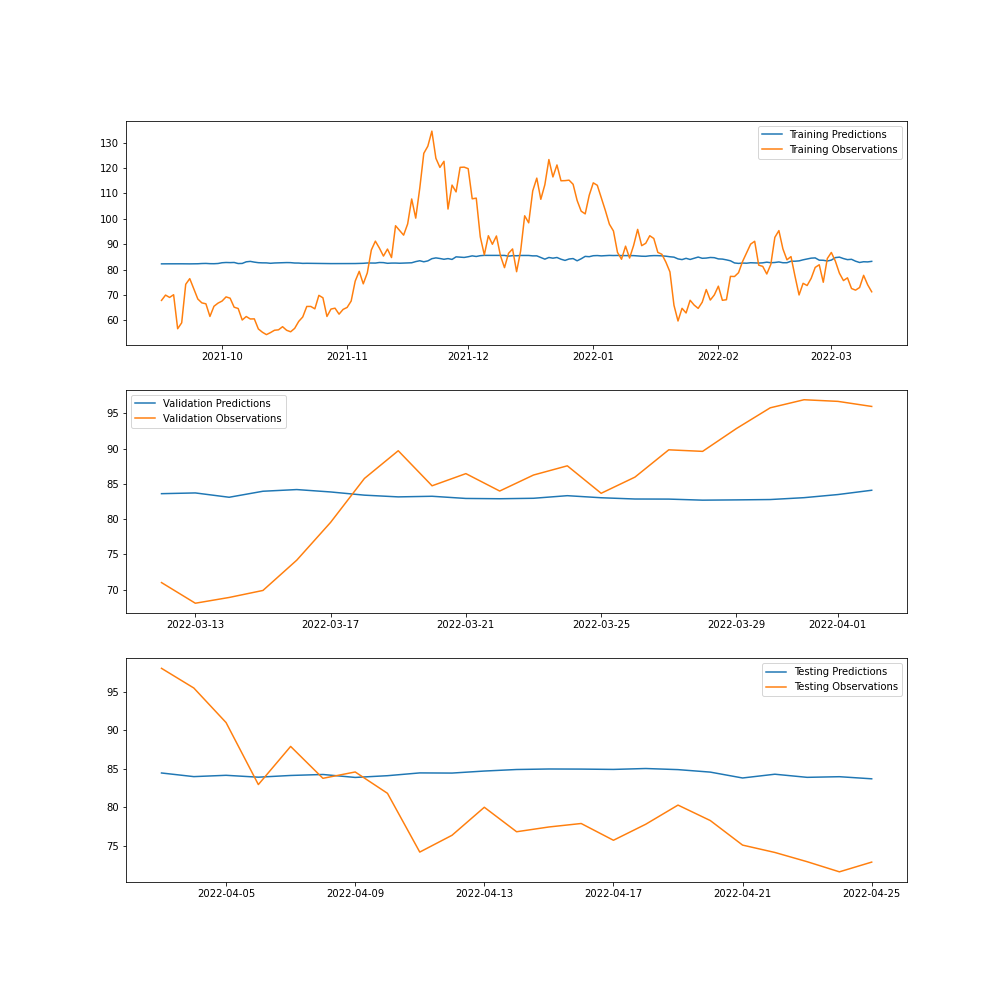 130
120
110
100
90
80
70
60
Training Predictions
Training Observations
2021-10 2021-11 2021-12 2022-01 2022-02 2022-03
95
90
85
80
75
70
Validation Predictions
Validation Observations
2022-03-13 2022-03-17 2022-03-21 2022-03-25 2022-03-29 2022-04-01
95
90
85
80
75
Testing Predictions
Testing Observations
2022-04-05 2022-04-09 2022-04-13 2022-04-17 2022-04-21 2022-04-25